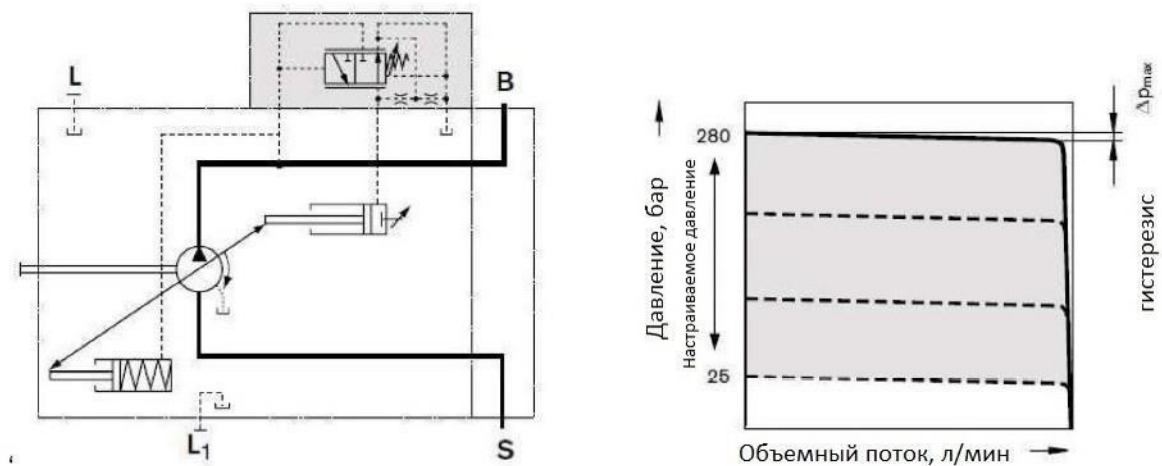 L
B
L1
S
280
25
Давление, бар
Настраиваемое давление
Объемный поток, л/мин
Δpmax
гистерезис